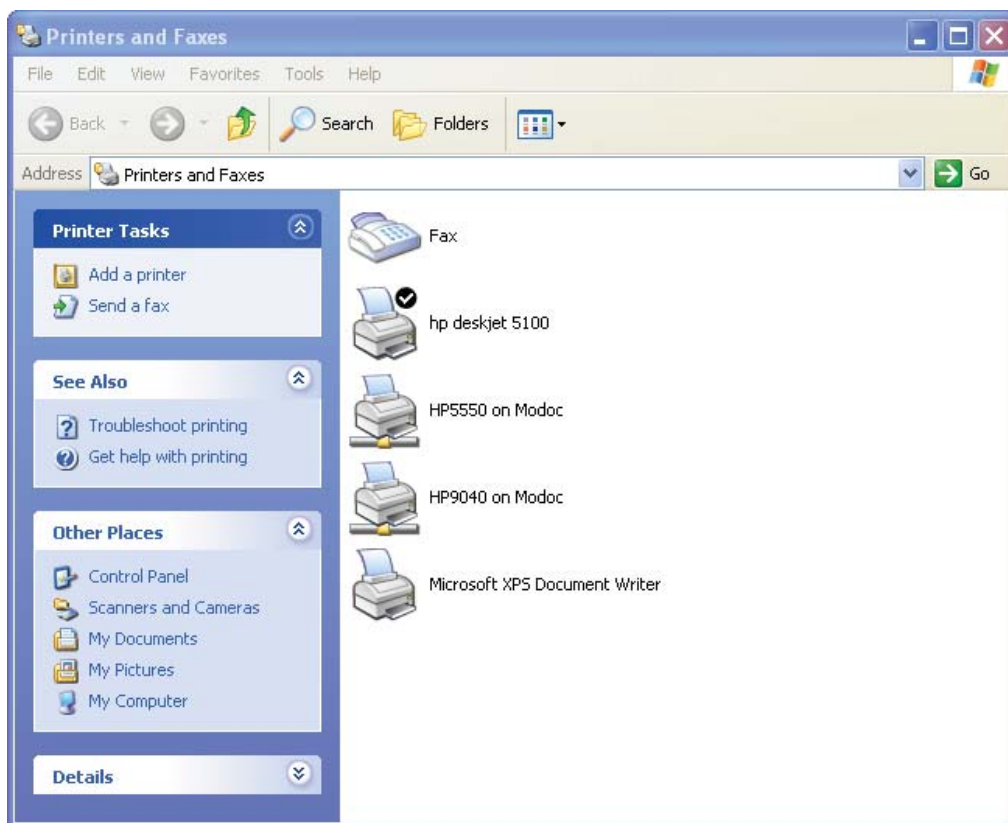 Printers and Faxes
File Edit View Favorites Tools Help
Back Search Folders
Address Printers and Faxes Go
Printer Tasks
Add a printer
Send a fax
See Also
Troubleshoot printing
Get help with printing
Other Places
Control Panel
Scanners and Cameras
My Documents
My Pictures
My Computer
Details
Fax
hp deskjet 5100
HP5550 on Modoc
HP9040 on Modoc
Microsoft XPS Document Writer